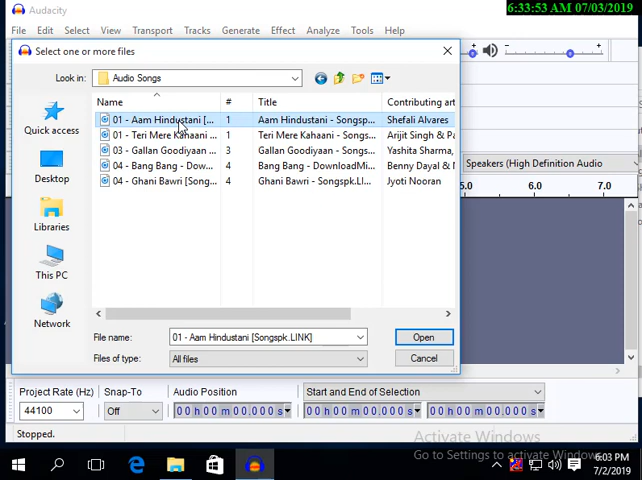 Audacity
6:33:53 AM 07/03/2019
File Edit Select View Transport Tracks Generate Effect Analyze Tools Help
Select one or more files
Look in: Audio Songs
Name # Title Contributing art
01 - Aam Hindustani [... 1 Aam Hindustani - Songsp... Shefali Alvares
01 - Teri Mere Kahaani ... 1 Teri Mere Kahaani - Songs... Arijit Singh & Pa
03 - Gallan Goodiyaan ... 3 Gallan Goodiyaan - Songs... Yashita Sharma,
04 - Bang Bang - Dow... 4 Bang Bang - DownloadMi... Benny Dayal &
04 - Ghani Bawri [Song... 4 Ghani Bawri - Songspk.LI... Jyoti Nooran
Quick access
Desktop
Libraries
This PC
Network
File name: 01 - Aam Hindustani [Songspk.LINK] Open
Files of type: All files Cancel
Speakers (High Definition Audio
5.0 6.0 7.0
Project Rate (Hz) Snap-To Audio Position Start and End of Selection
44100 Off 00 h 00 m 00.000 s 00 h 00 m 00.000 s 00 h 00 m 00.000 s
Stopped.
Activate Windows
Go to Settings to activate Windows.
6:03 PM
7/2/2019